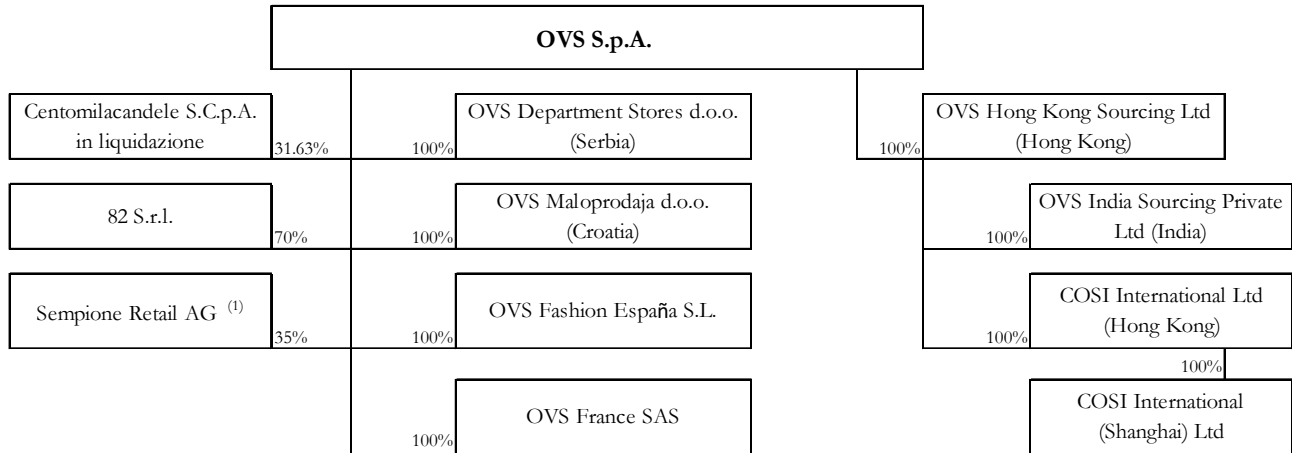 OVS S.p.A.
Centomilacandele S.C.p.A.
in liquidazione
31.63%
100%
OVS Department Stores d.o.o.
(Serbia)
100%
OVS Hong Kong Sourcing Ltd
(Hong Kong)
82 S.r.l.
70%
100%
OVS Maloprodaja d.o.o.
(Croatia)
100%
OVS India Sourcing Private
Ltd (India)
Sempione Retail AG (1)
35%
100%
OVS Fashion España S.L.
100%
COSI International Ltd
(Hong Kong)
100%
100%
OVS France SAS
COSI International
(Shanghai) Ltd